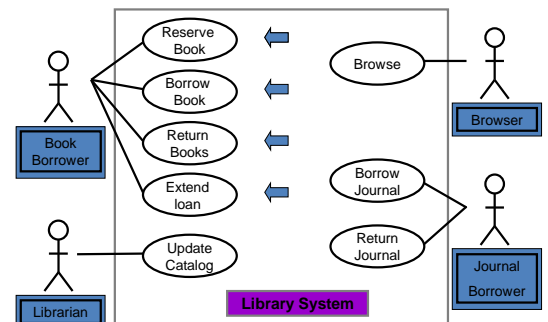 Reserve
Book
Borrow
Book
Return
Books
Extend
loan
Update
Catalog
Book
Borrower
Librarian
Browse
Browser
Borrow
Journal
Return
Journal
Journal
Borrower
Library System